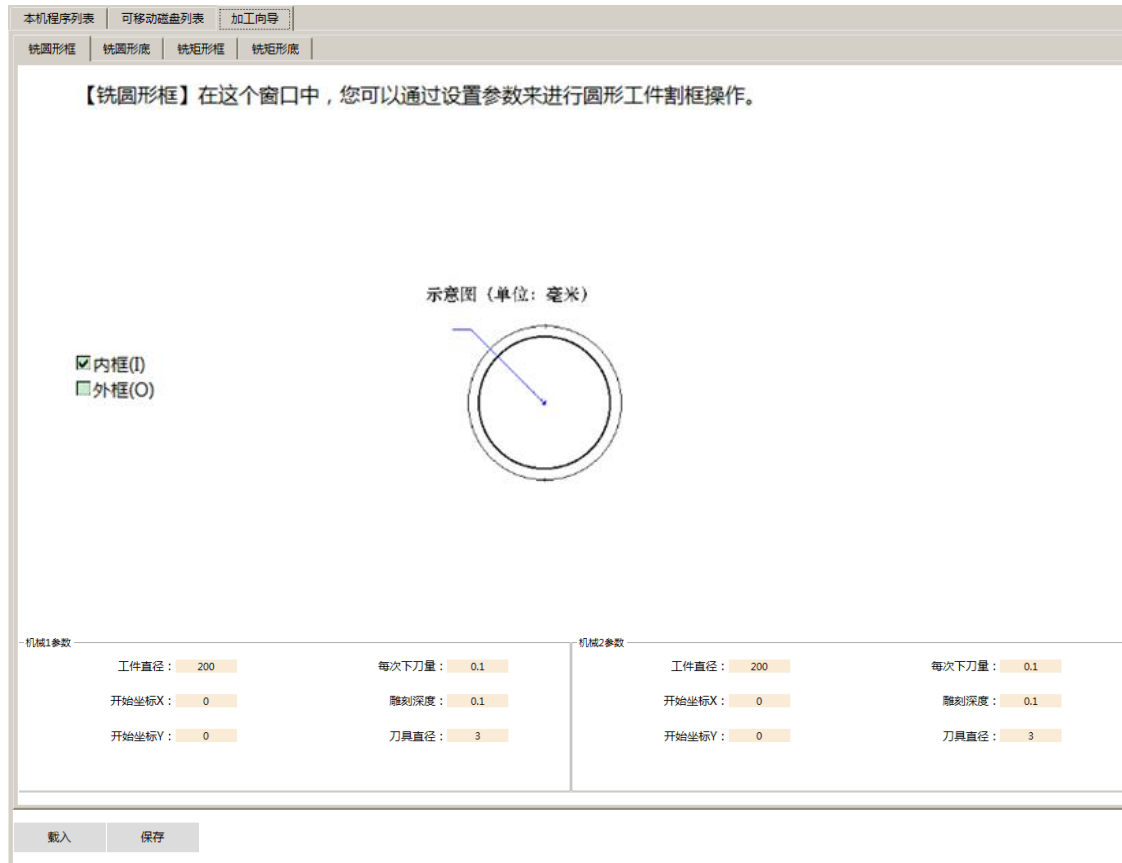 本机程序列表 可移动磁盘列表 加工向导
铣圆形框 铣圆形底 铣矩形框 铣矩形底
【铣圆形框】在这个窗口中，您可以通过设置参数来进行圆形工件割框操作。
示意图（单位：毫米）
内框(I)
外框(O)
机械1参数 机械2参数
工件直径： 200 每次下刀量： 0.1 工件直径： 200 每次下刀量： 0.1
开始坐标X： 0 雕刻深度： 0.1 开始坐标X： 0 雕刻深度： 0.1
开始坐标Y： 0 刀具直径： 3 开始坐标Y： 0 刀具直径： 3
载入 保存